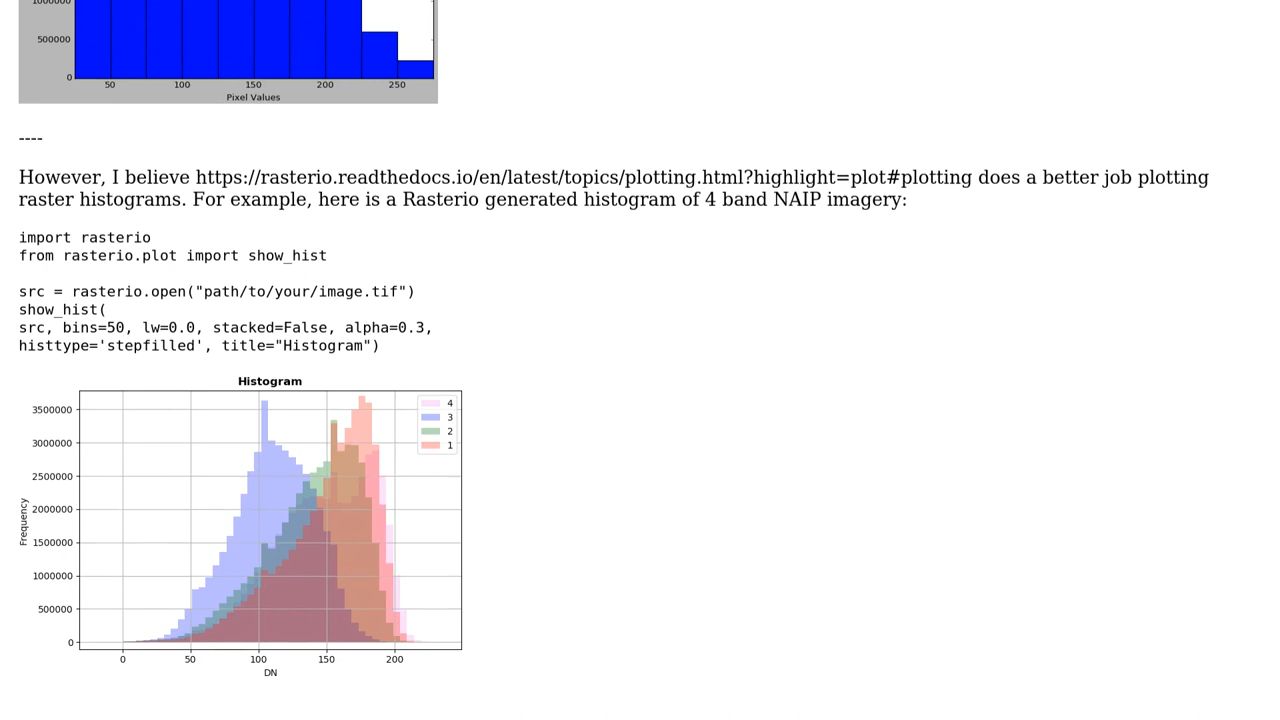 1000000
500000
0
50 100 150 200 250
Pixel Values
----
However, I believe https://rasterio.readthedocs.io/en/latest/topics/plotting.html?highlight=plot#plotting does a better job plotting
raster histograms. For example, here is a Rasterio generated histogram of 4 band NAIP imagery:
import rasterio
from rasterio.plot import show_hist
src = rasterio.open("path/to/your/image.tif")
show_hist(
src, bins=50, lw=0.0, stacked=False, alpha=0.3,
histtype='stepfilled', title="Histogram")
Histogram
4
3
2
1
3500000
3000000
2500000
2000000
1500000
1000000
500000
0
Frequency
0 50 100 150 200
DN